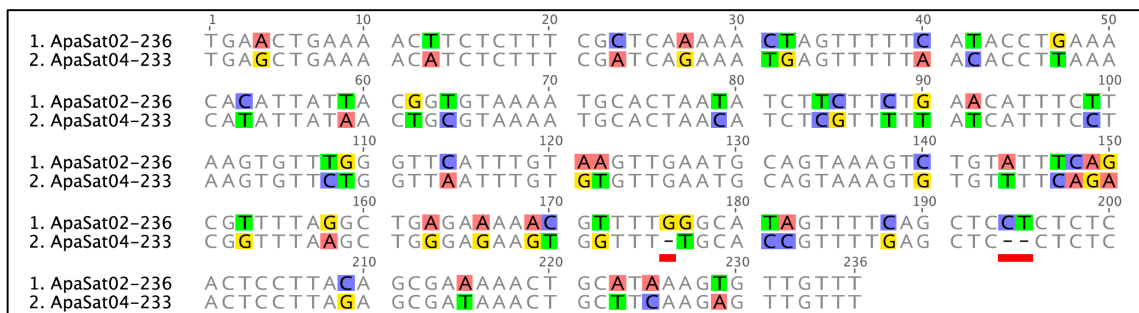 1 10 20 30 40 50
1. ApaSat02-236 TGAACTGAAA ACTTCTCTTT CGCTCAAAAA CTAGTTTTTC ATACCTGAAA
2. ApaSat04-233 TGAGCTGAAA ACATCTCTTT CGATCAGAAA TGAGTTTTTA ACACCTTAAA
60 70 80 90 100
1. ApaSat02-236 CACATTATTA CGGTGTAAAA TGCACTAATA TCTTCTTCTG AACATTTCTT
2. ApaSat04-233 CATATTATAA CTGCGTAAAA TGCACTAACA TCTCGTTTTT ATCATTTCCT
110 120 130 140 150
1. ApaSat02-236 AAGTGTTTGG GTTCATTTGT AAGTTGAATG CAGTAAAGTC TGTATTTCAG
2. ApaSat04-233 AAGTGTTCTG GTTAATTTGT GTGTTGAATG CAGTAAAGTG TGTTTTCAGA
160 170 180 190 200
1. ApaSat02-236 CGTTTTAGGC TGAGAAAAAC GTTTTGGGCA TAGTTTTCAG CTCCTCTCTC
2. ApaSat04-233 CGGTTTAAGC TGGGAGAAGT GGTTT-TGCA CCGTTTTGAG CTC--CTCTC
210 220 230 236
1. ApaSat02-236 ACTCCTTACA GCGAAAAACT GCATAAAGTG TTGTTT
2. ApaSat04-233 ACTCCTTAGA GCGATAAACT GCTTCAAGAG TTGTTT